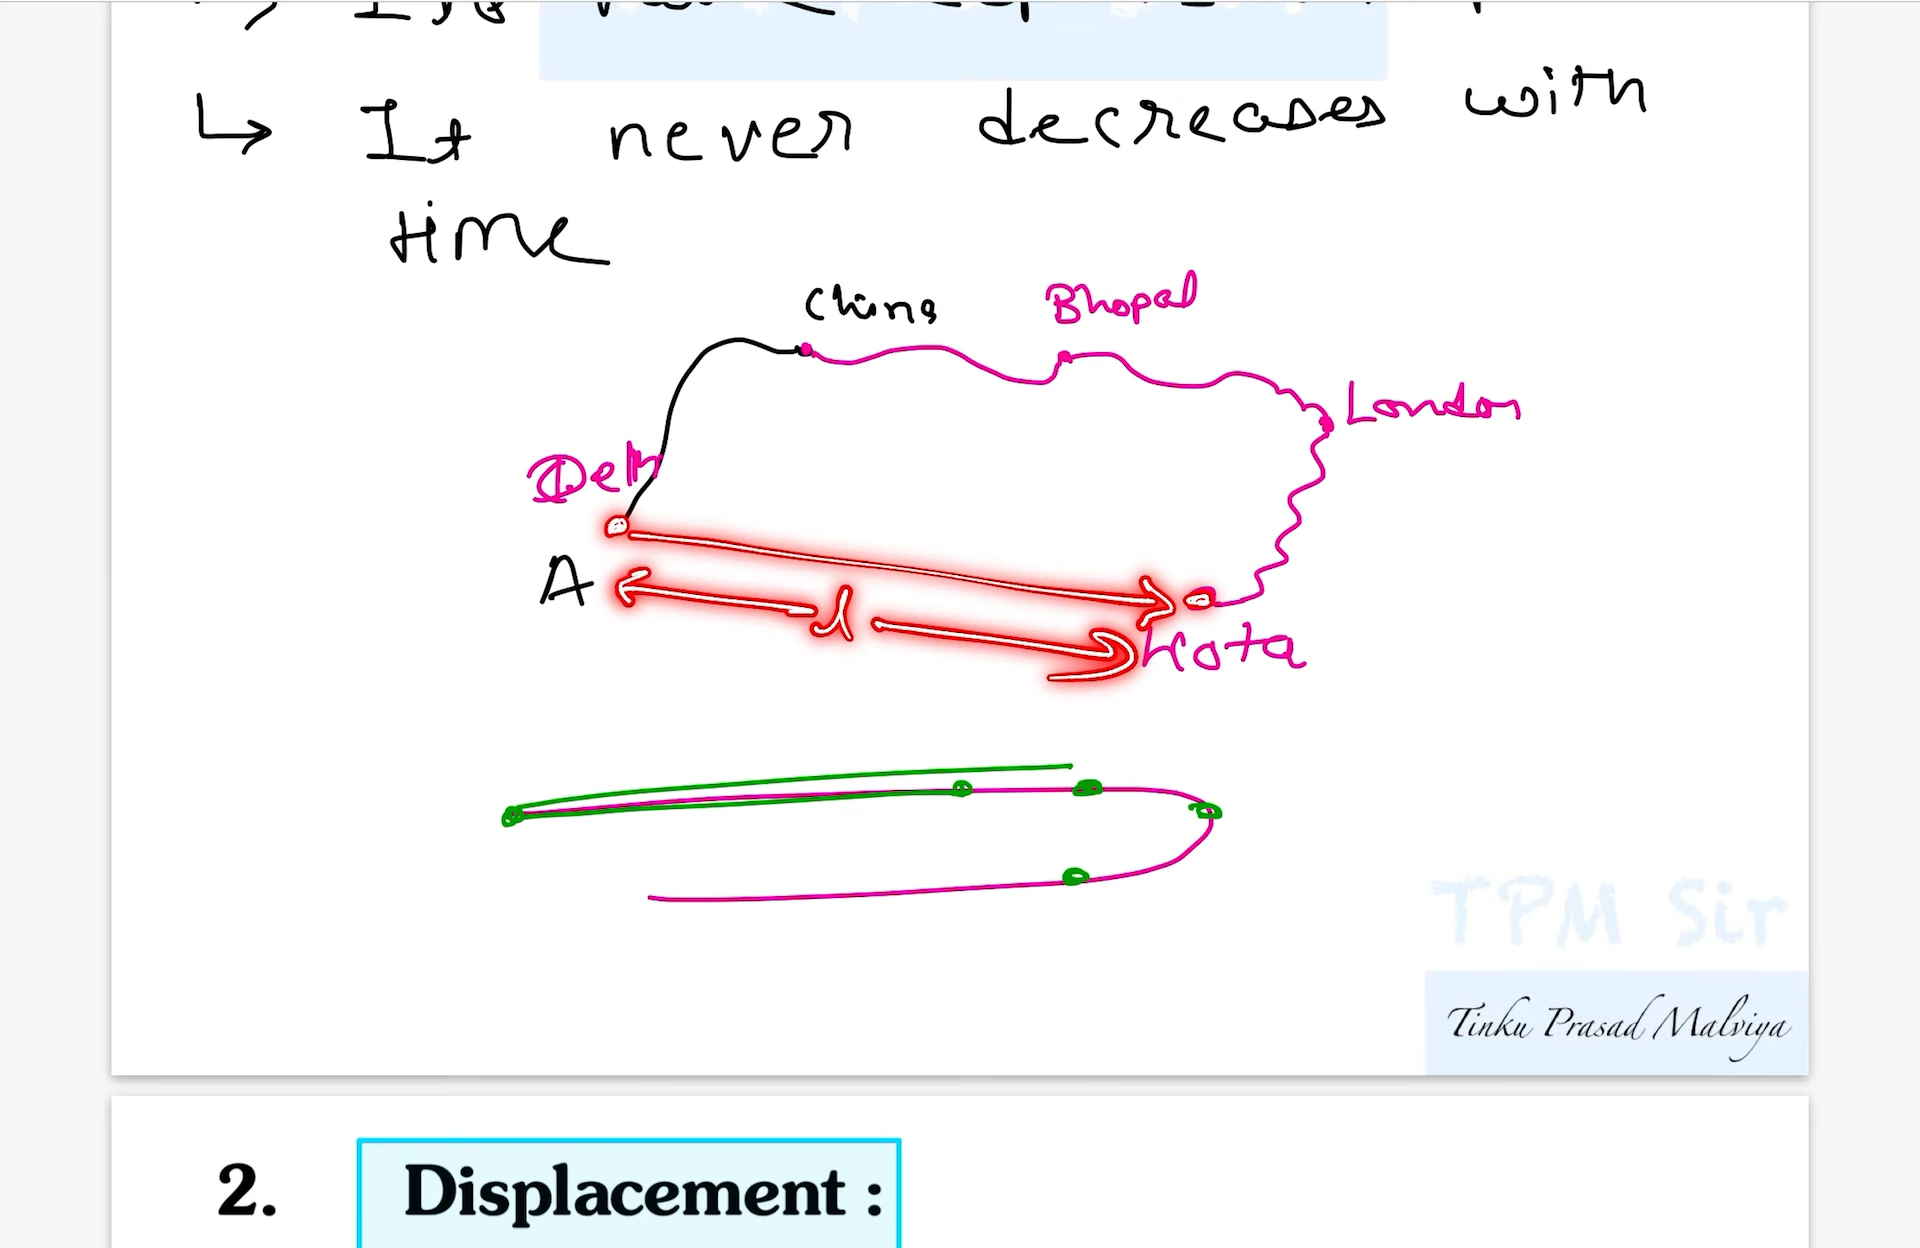 ↳ It never decreases with
time
China
Bhopal
London
Delhi
A
d
Kota
TPM Sir
Tinku Prasad Malviya
2. Displacement :